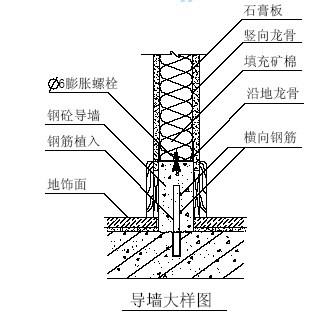 石膏板
竖向龙骨
填充矿棉
∅6膨胀螺栓
沿地龙骨
钢砼导墙
钢筋植入
横向钢筋
地饰面
导墙大样图